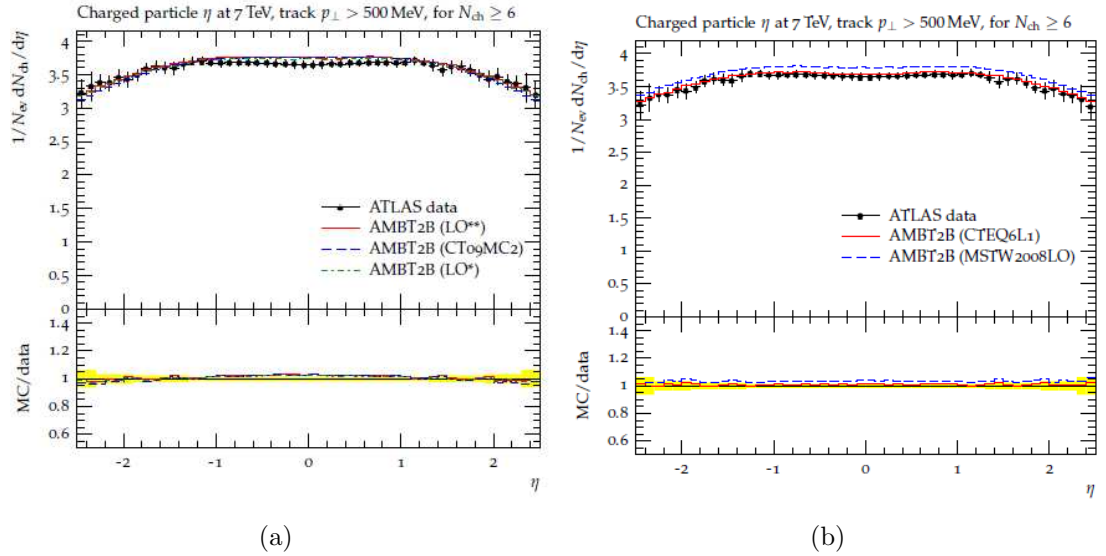 Charged particle η at 7 TeV, track p⊥ > 500 MeV, for Nch ≥ 6
1/Nev dNch/dη
4
3.5
3
2.5
2
1.5
1
0.5
0
ATLAS data
AMBT2B (LO**)
AMBT2B (CT09MC2)
AMBT2B (LO*)
MC/data
1.4
1.2
1
0.8
0.6
-2 -1 0 1 2
η
(a)
Charged particle η at 7 TeV, track p⊥ > 500 MeV, for Nch ≥ 6
1/Nev dNch/dη
4
3.5
3
2.5
2
1.5
1
0.5
0
ATLAS data
AMBT2B (CTEQ6L1)
AMBT2B (MSTW2008LO)
MC/data
1.4
1.2
1
0.8
0.6
-2 -1 0 1 2
η
(b)